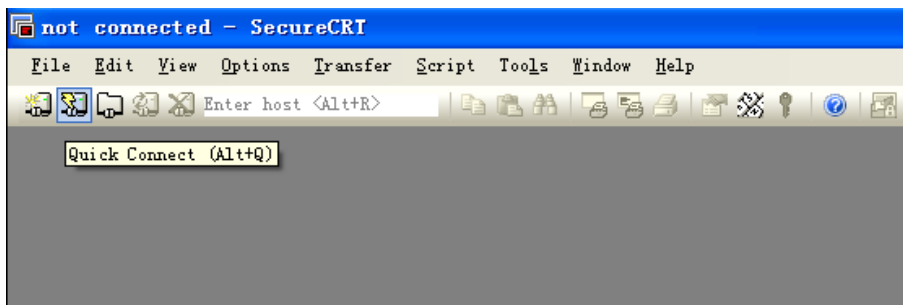 not connected - SecureCRT
File Edit View Options Transfer Script Tools Window Help
Enter host <Alt+R>
Quick Connect (Alt+Q)